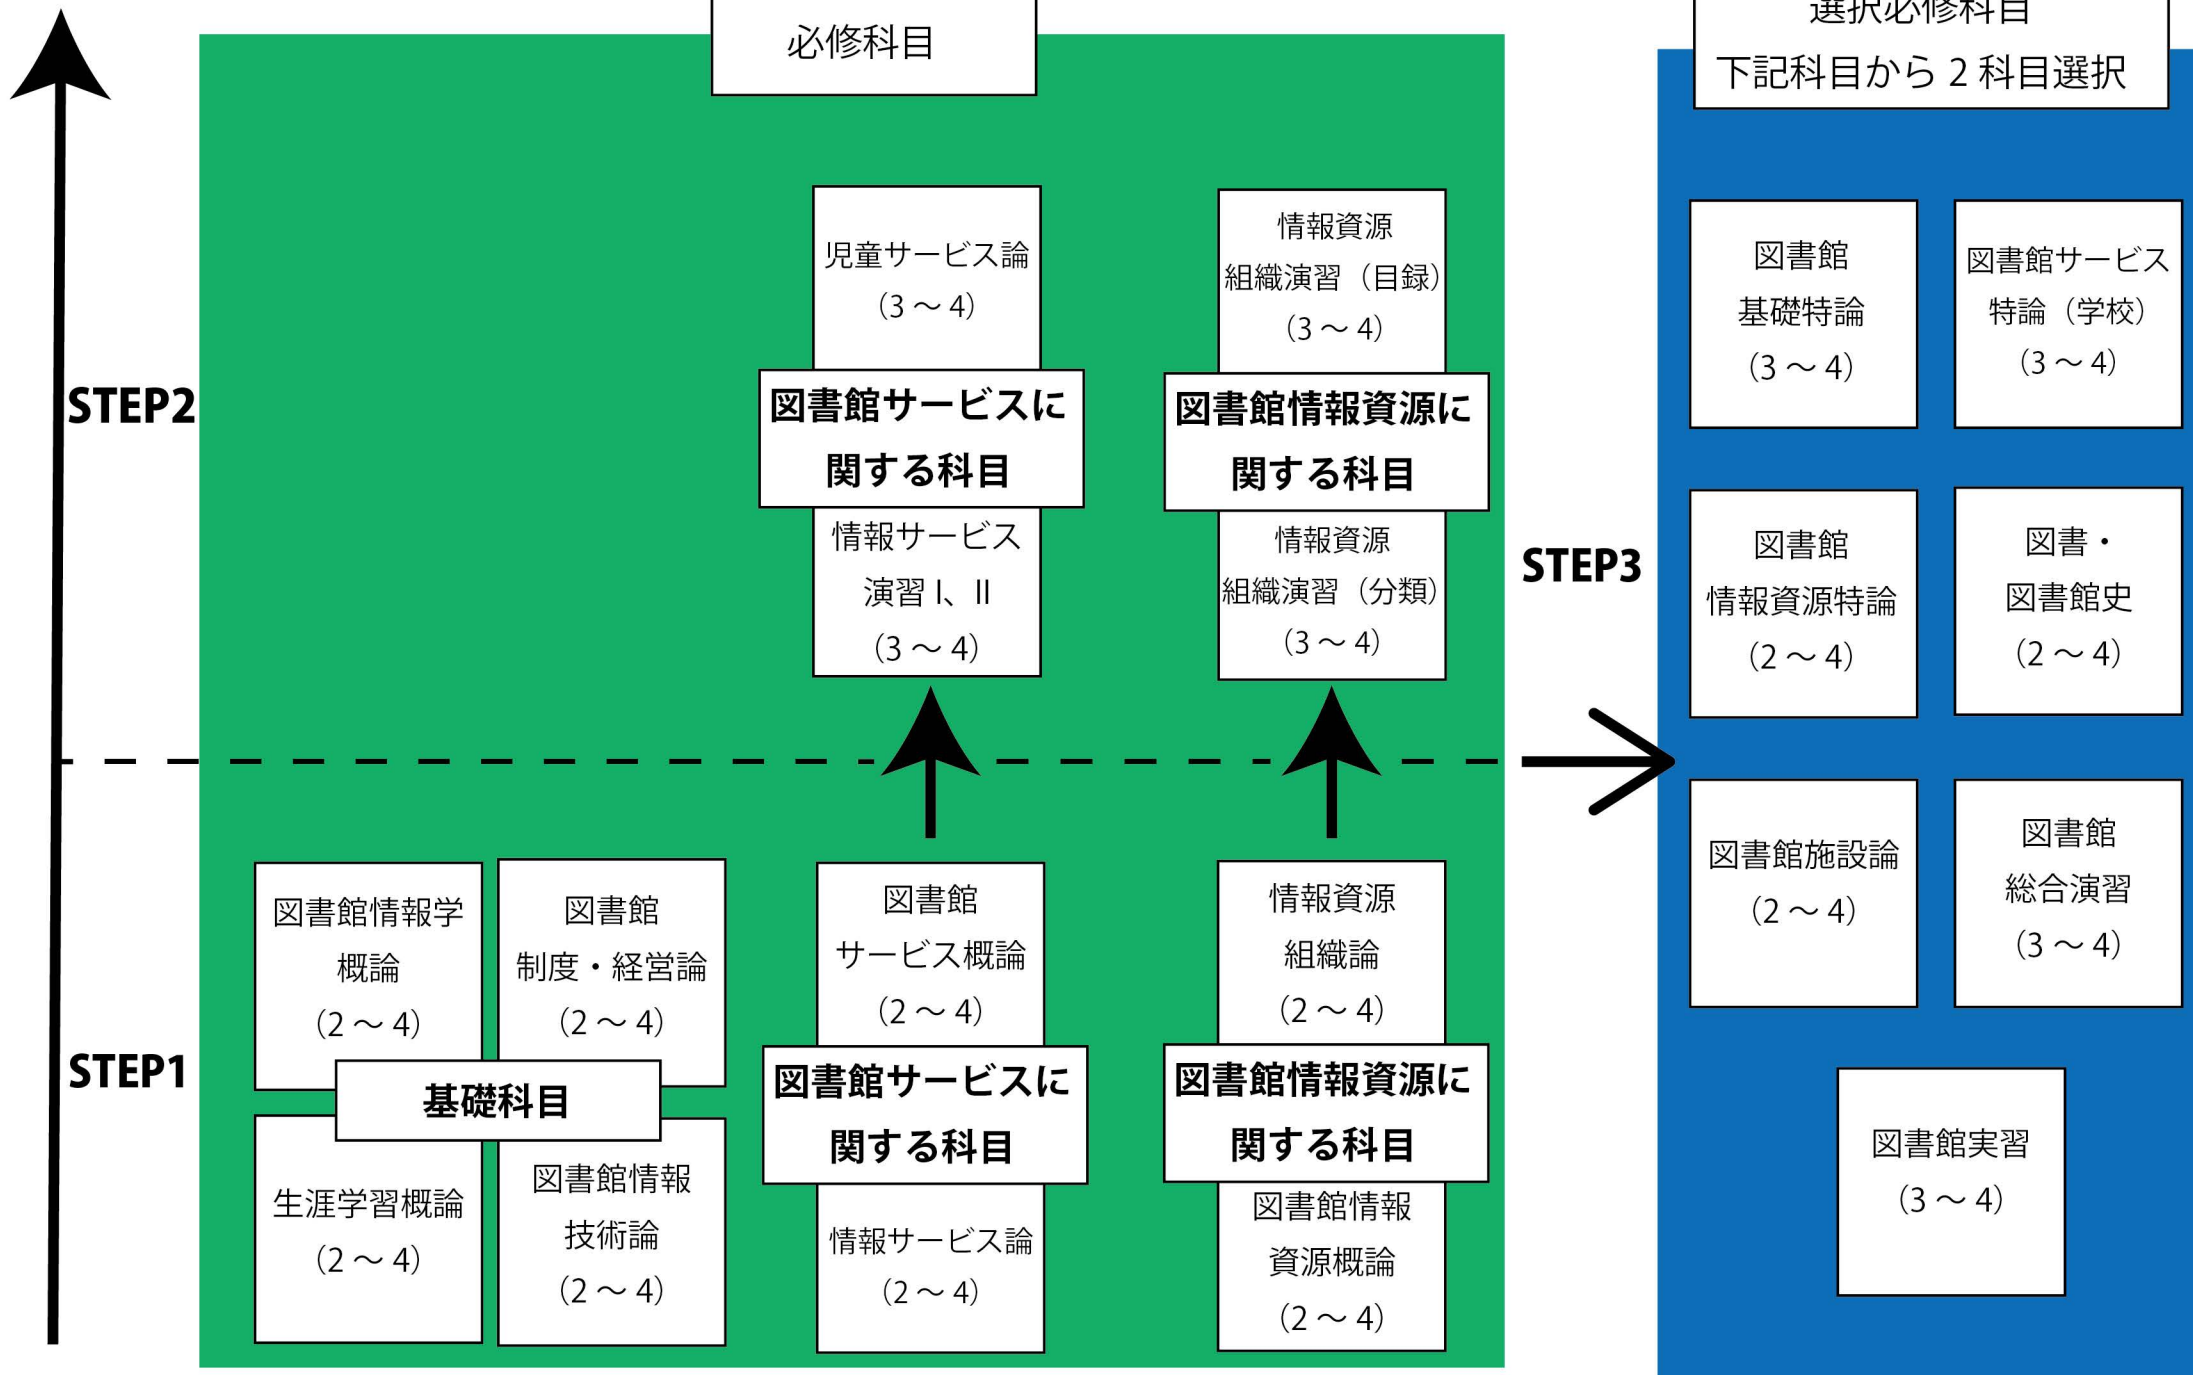 必修科目
選択必修科目
下記科目から 2 科目選択
STEP2
児童サービス論
（3 ～ 4）
図書館サービスに
関する科目
情報サービス
演習 I、II
（3 ～ 4）
情報資源
組織演習（目録）
（3 ～ 4）
図書館情報資源に
関する科目
情報資源
組織演習（分類）
（3 ～ 4）
STEP1
図書館情報学
概論
（2 ～ 4）
図書館
制度・経営論
（2 ～ 4）
基礎科目
生涯学習概論
（2 ～ 4）
図書館情報
技術論
（2 ～ 4）
図書館
サービス概論
（2 ～ 4）
図書館サービスに
関する科目
情報サービス論
（2 ～ 4）
情報資源
組織論
（2 ～ 4）
図書館情報資源に
関する科目
図書館情報
資源概論
（2 ～ 4）
STEP3
図書館
基礎特論
（3 ～ 4）
図書館サービス
特論（学校）
（3 ～ 4）
図書館
情報資源特論
（2 ～ 4）
図書・
図書館史
（2 ～ 4）
図書館施設論
（2 ～ 4）
図書館
総合演習
（3 ～ 4）
図書館実習
（3 ～ 4）